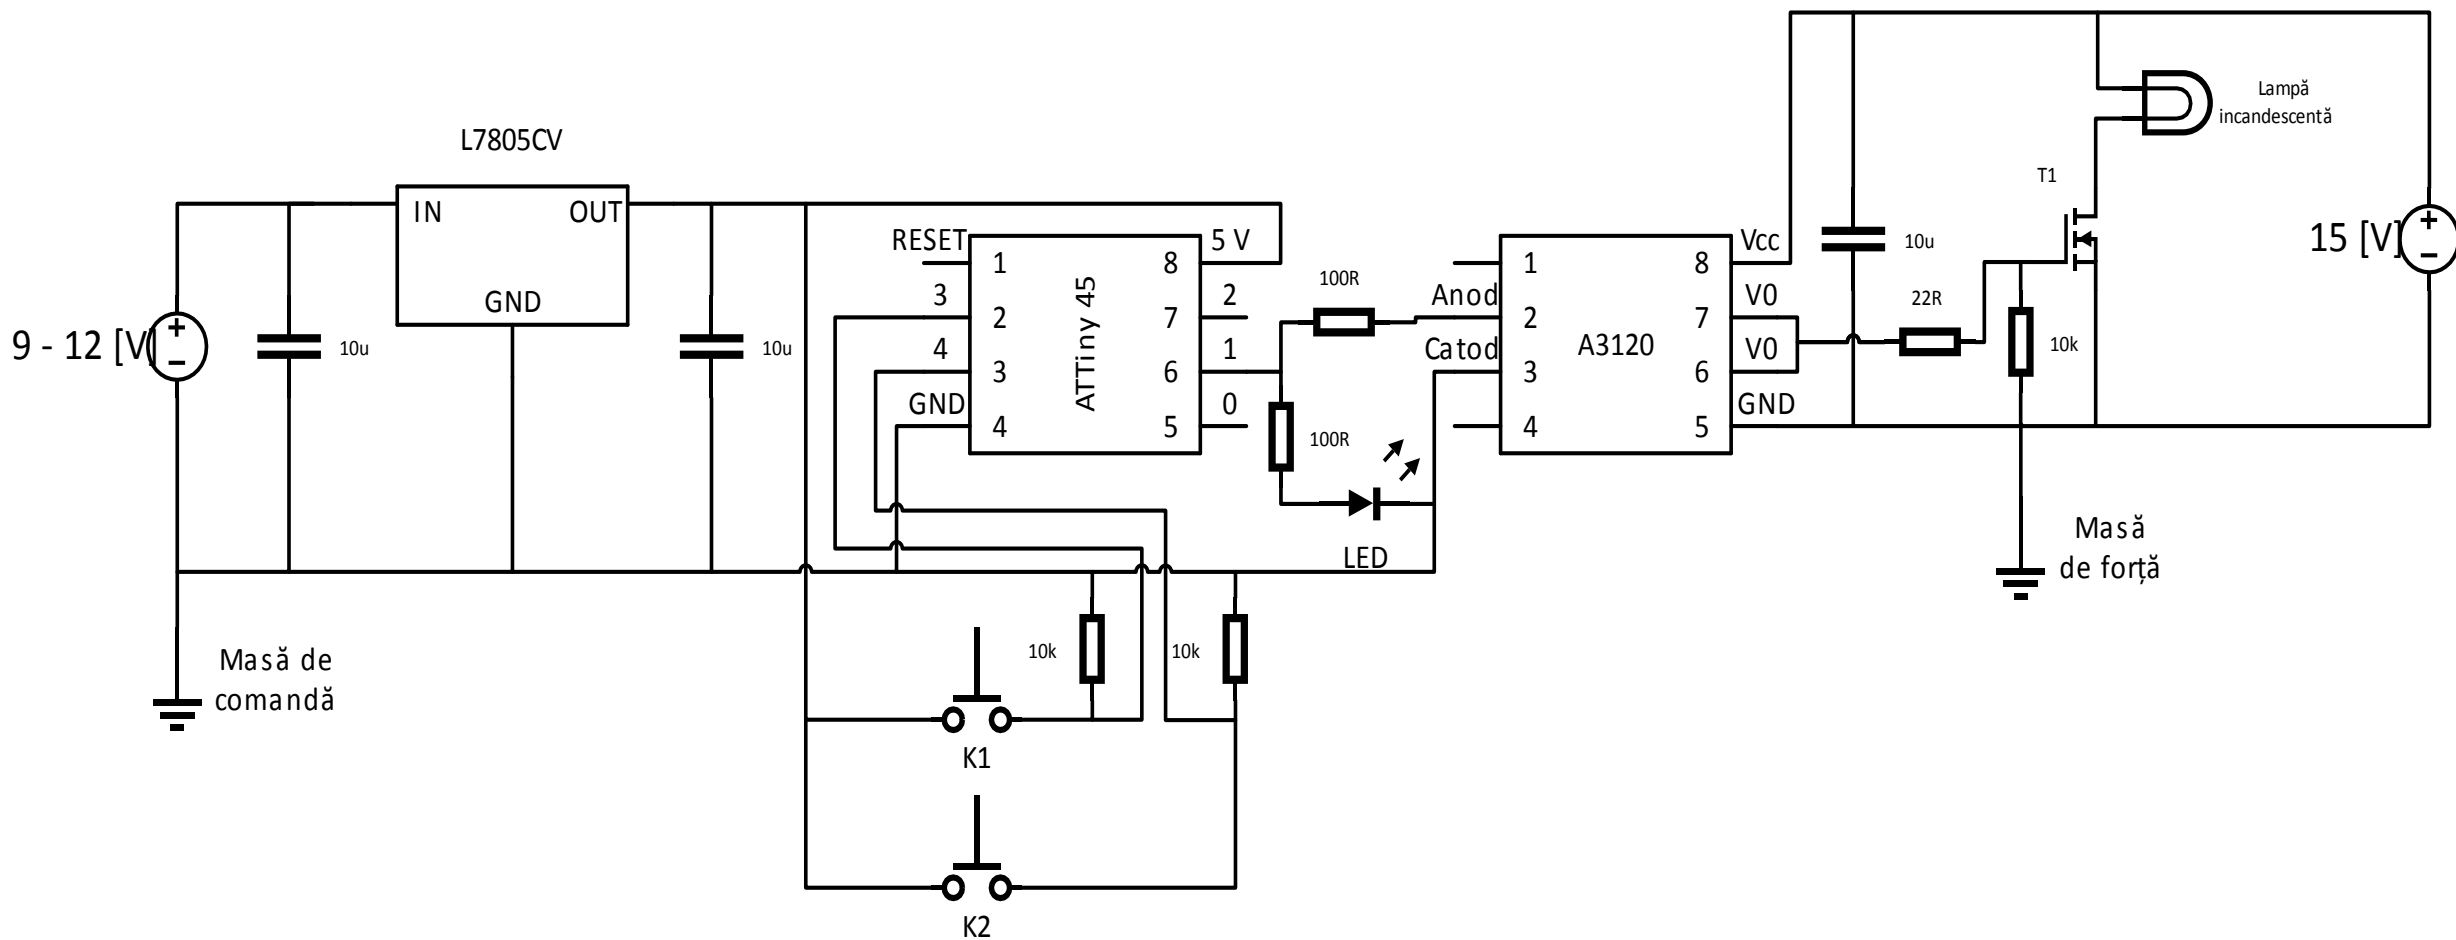 L7805CV
IN
OUT
GND
9 - 12 [V]
10u
10u
Masă de
comandă
RESET
3
4
GND
1
2
3
4
ATTiny 45
8
7
6
5
5 V
2
1
0
100R
100R
LED
10k
10k
K1
K2
Anod
Catod
1
2
3
4
A3120
8
7
6
5
Vcc
V0
V0
GND
10u
22R
10k
T1
Lampă
incandescentă
15 [V]
Masă
de forță